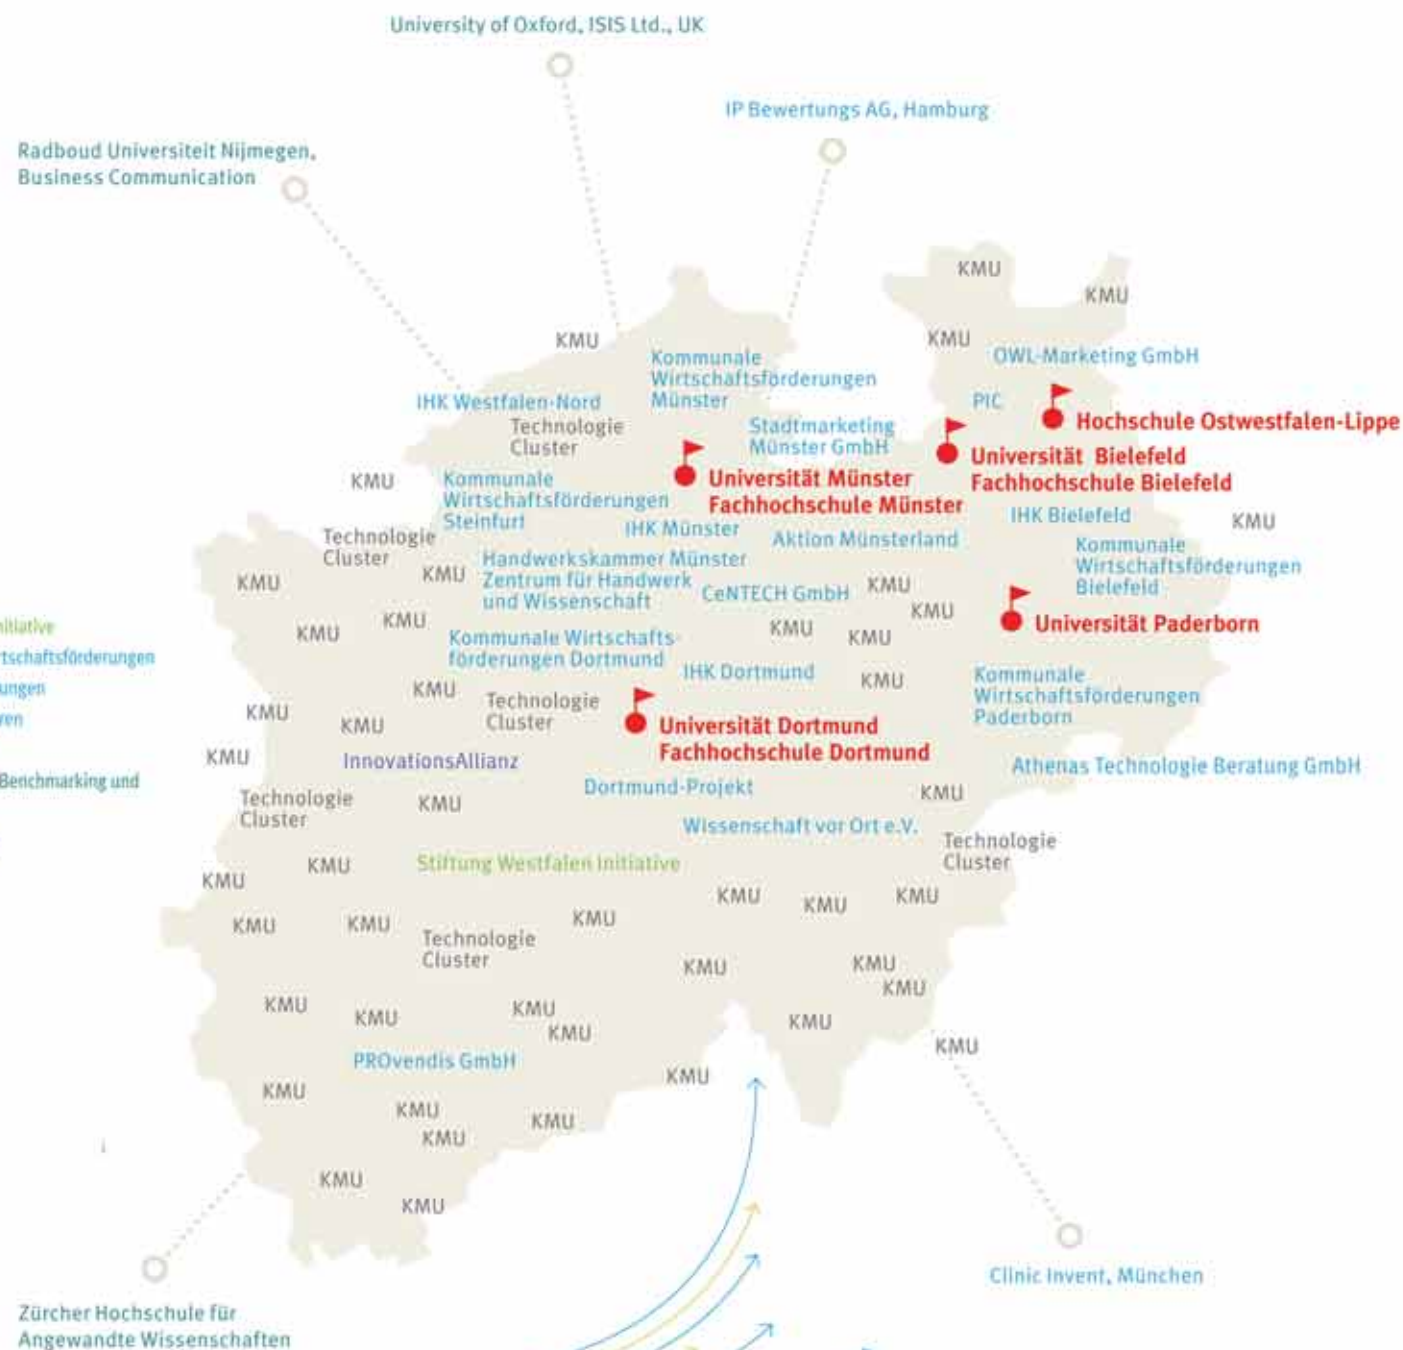 University of Oxford, ISIS Ltd., UK
IP Bewertungs AG, Hamburg
Radboud Universiteit Nijmegen,
Business Communication
KMU
KMU
KMU
KMU
OWL-Marketing GmbH
Kommunale
Wirtschaftsförderungen
Münster
IHK Westfalen-Nord
PIC
Technologie
Cluster
Stadtmarketing
Münster GmbH
Hochschule Ostwestfalen-Lippe
Universität Bielefeld
Fachhochschule Bielefeld
Universität Münster
Fachhochschule Münster
KMU
Kommunale
Wirtschaftsförderungen
Steinfurt
IHK Münster
IHK Bielefeld
KMU
Technologie
Cluster
Aktion Münsterland
Kommunale
Wirtschaftsförderungen
Bielefeld
Handwerkskammer Münster
Zentrum für Handwerk
und Wissenschaft
KMU
KMU
CeNTECH GmbH
KMU
KMU
KMU
KMU
KMU
KMU
Universität Paderborn
itiative
tschaftsförderungen
ungen
ren
Benchmarking und
Kommunale Wirtschafts-
förderungen Dortmund
IHK Dortmund
KMU
Kommunale
Wirtschaftsförderungen
Paderborn
KMU
Technologie
Cluster
KMU
KMU
Universität Dortmund
Fachhochschule Dortmund
KMU
InnovationsAllianz
Athenas Technologie Beratung GmbH
Dortmund-Projekt
KMU
Technologie
Cluster
KMU
Wissenschaft vor Ort e.V.
Technologie
Cluster
KMU
Stiftung Westfalen Initiative
KMU
KMU
KMU
KMU
KMU
KMU
KMU
Technologie
Cluster
KMU
KMU
KMU
KMU
KMU
KMU
KMU
KMU
KMU
PROvendis GmbH
KMU
KMU
KMU
KMU
KMU
KMU
KMU
Clinic Invent, München
Zürcher Hochschule für
Angewandte Wissenschaften